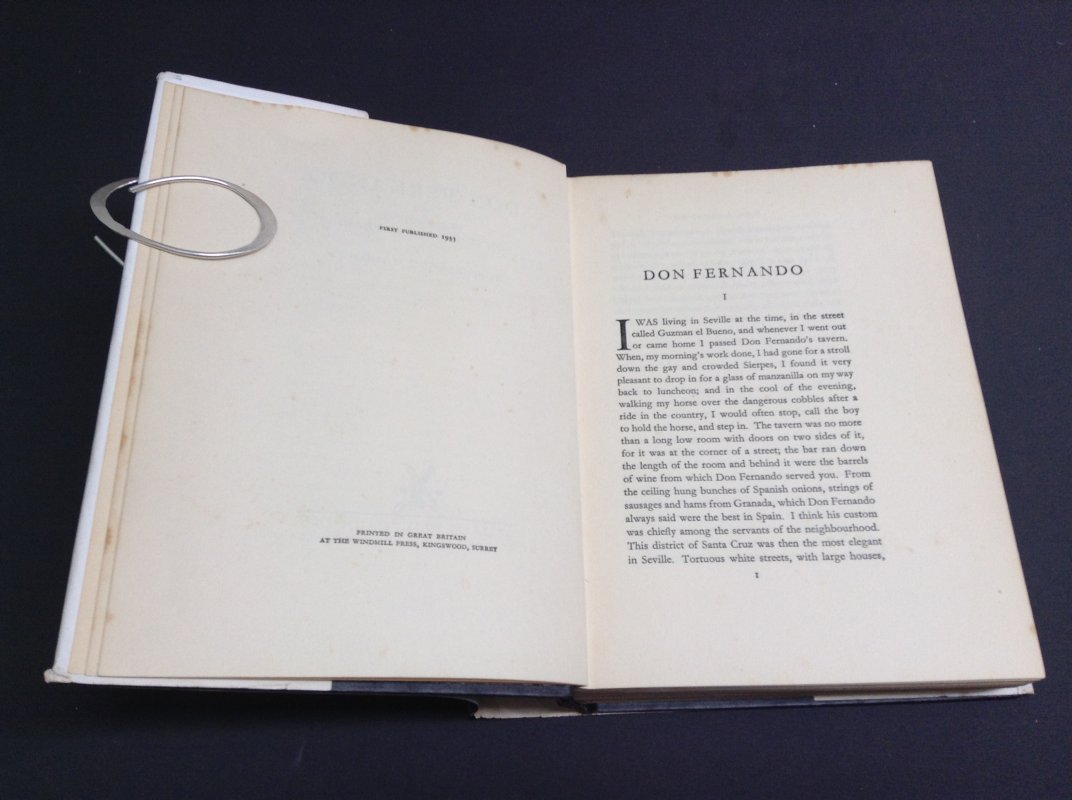 FIRST PUBLISHED 1935
PRINTED IN GREAT BRITAIN
AT THE WINDMILL PRESS, KINGSWOOD, SURREY
DON FERNANDO
I
I WAS living in Seville at the time, in the street
called Guzman el Bueno, and whenever I went out
or came home I passed Don Fernando's tavern.
When, my morning's work done, I had gone for a stroll
down the gay and crowded Sierpes, I found it very
pleasant to drop in for a glass of manzanilla on my way
back to luncheon; and in the cool of the evening,
walking my horse over the dangerous cobbles after a
ride in the country, I would often stop, call the boy
to hold the horse, and step in. The tavern was no more
than a long low room with doors on two sides of it,
for it was at the corner of a street; the bar ran down
the length of the room and behind it were the barrels
of wine from which Don Fernando served you. From
the ceiling hung bunches of Spanish onions, strings of
sausages and hams from Granada, which Don Fernando
always said were the best in Spain. I think his custom
was chiefly among the servants of the neighbourhood.
This district of Santa Cruz was then the most elegant
in Seville. Tortuous white streets, with large houses,
1